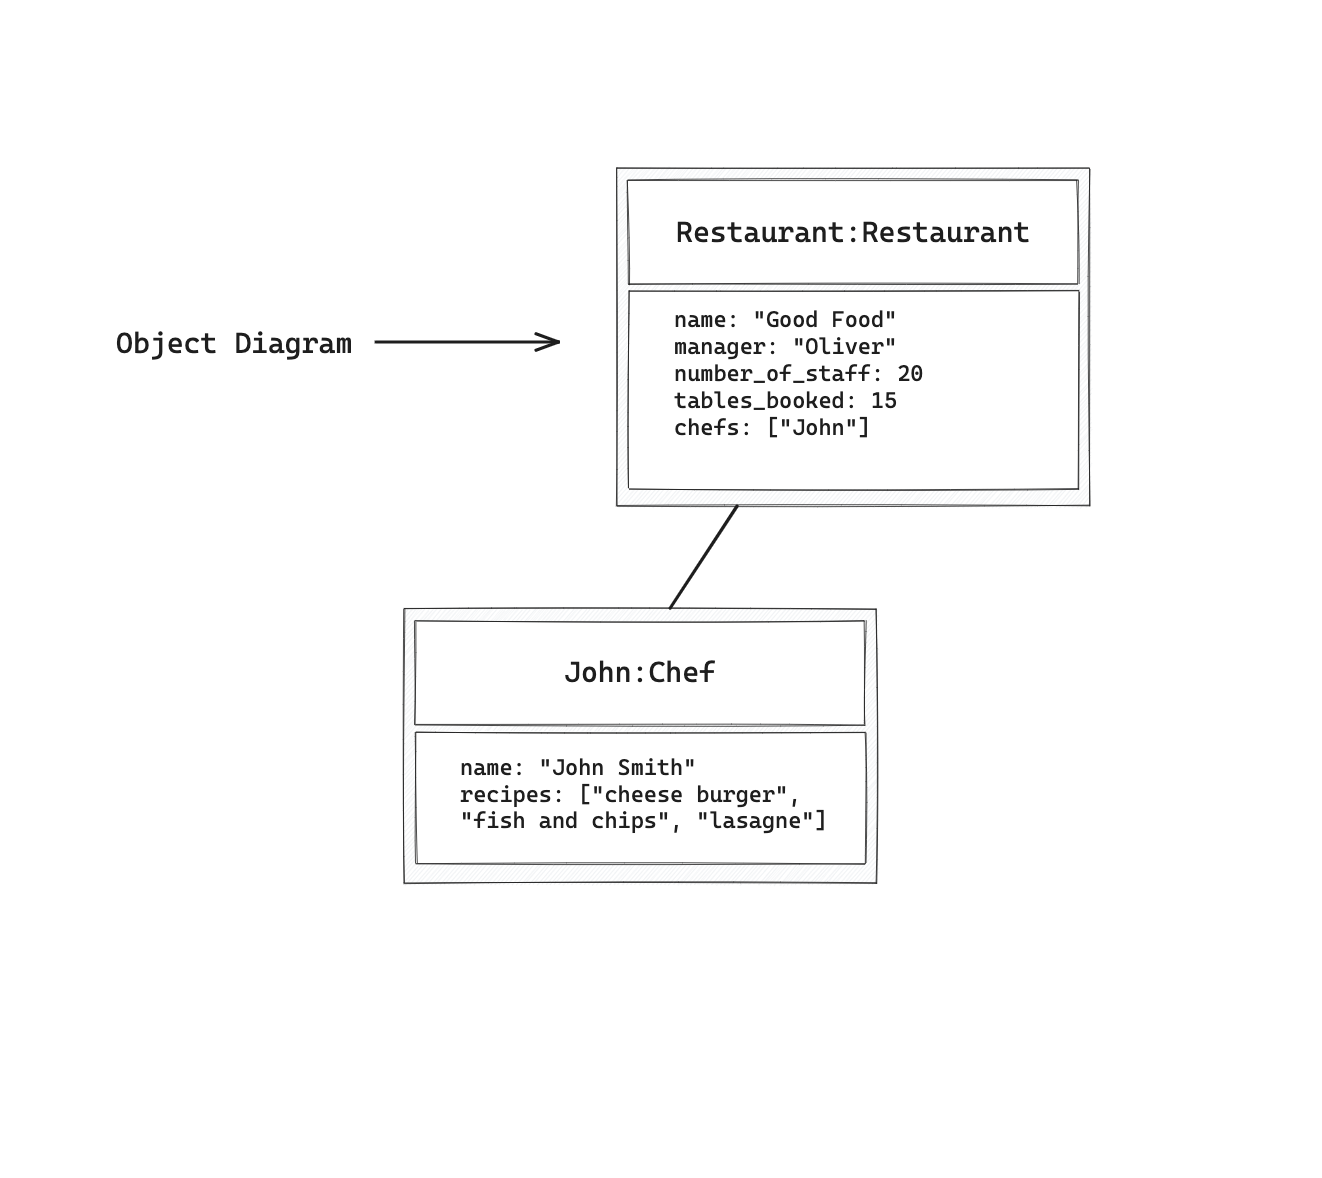 Restaurant:Restaurant
name: "Good Food"
manager: "Oliver"
number_of_staff: 20
tables_booked: 15
chefs: ["John"]
Object Diagram
John:Chef
name: "John Smith"
recipes: ["cheese burger",
"fish and chips", "lasagne"]